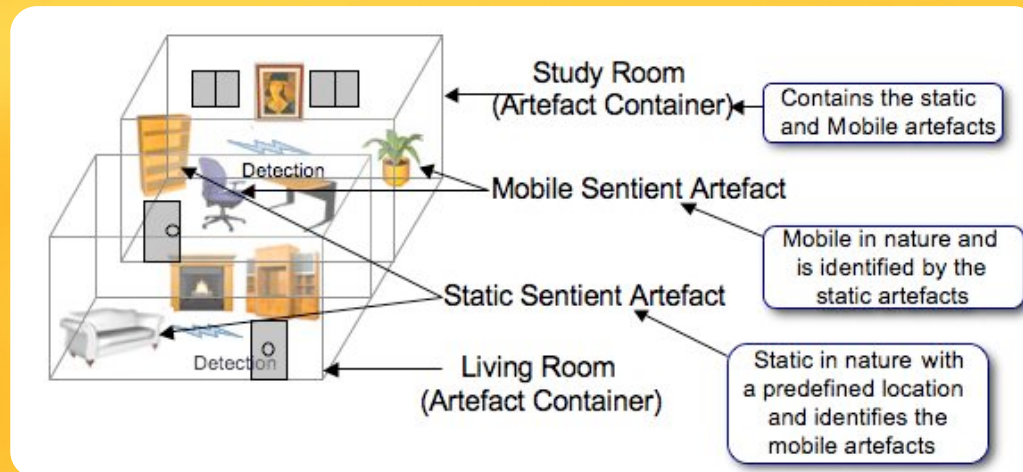 Study Room
(Artefact Container)
Contains the static
and Mobile artefacts
Detection
Mobile Sentient Artefact
Mobile in nature and
is identified by the
static artefacts
Static Sentient Artefact
Detection
Living Room
(Artefact Container)
Static in nature with
a predefined location
and identifies the
mobile artefacts